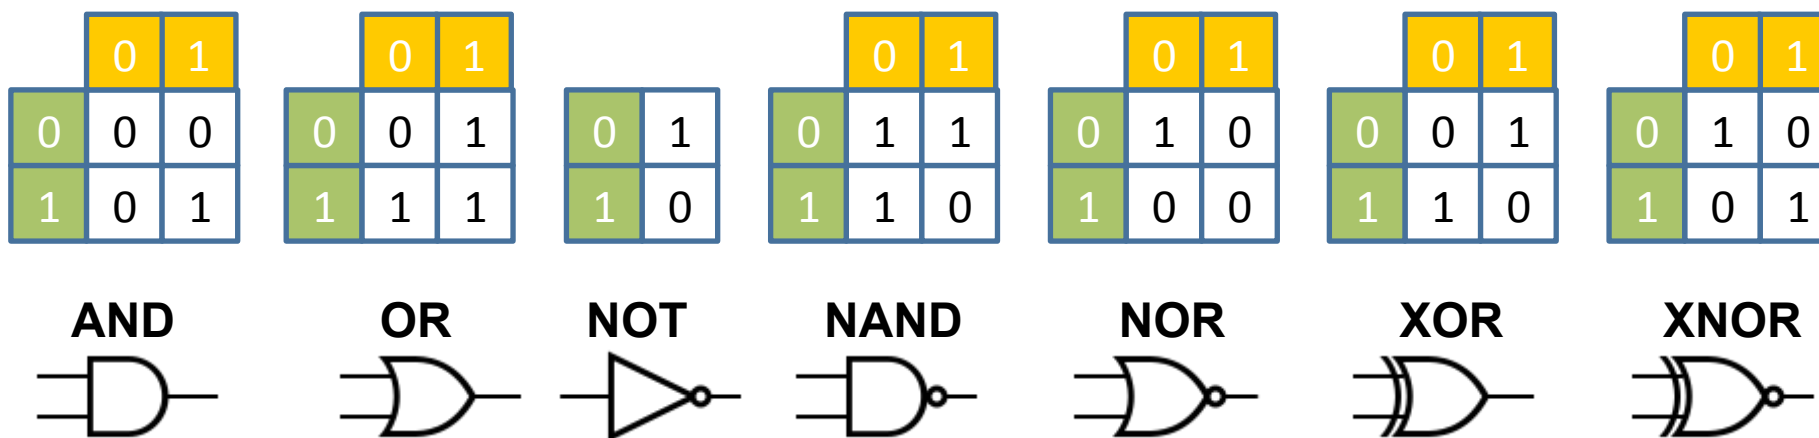 0 1 0 1 0 1 0 1 0 1 0 1
0 0 0 0 0 1 0 1 0 1 1 0 1 0 0 0 1 0 1 0
1 0 1 1 1 1 1 0 1 1 0 1 0 0 1 1 0 1 0 1
AND OR NOT NAND NOR XOR XNOR